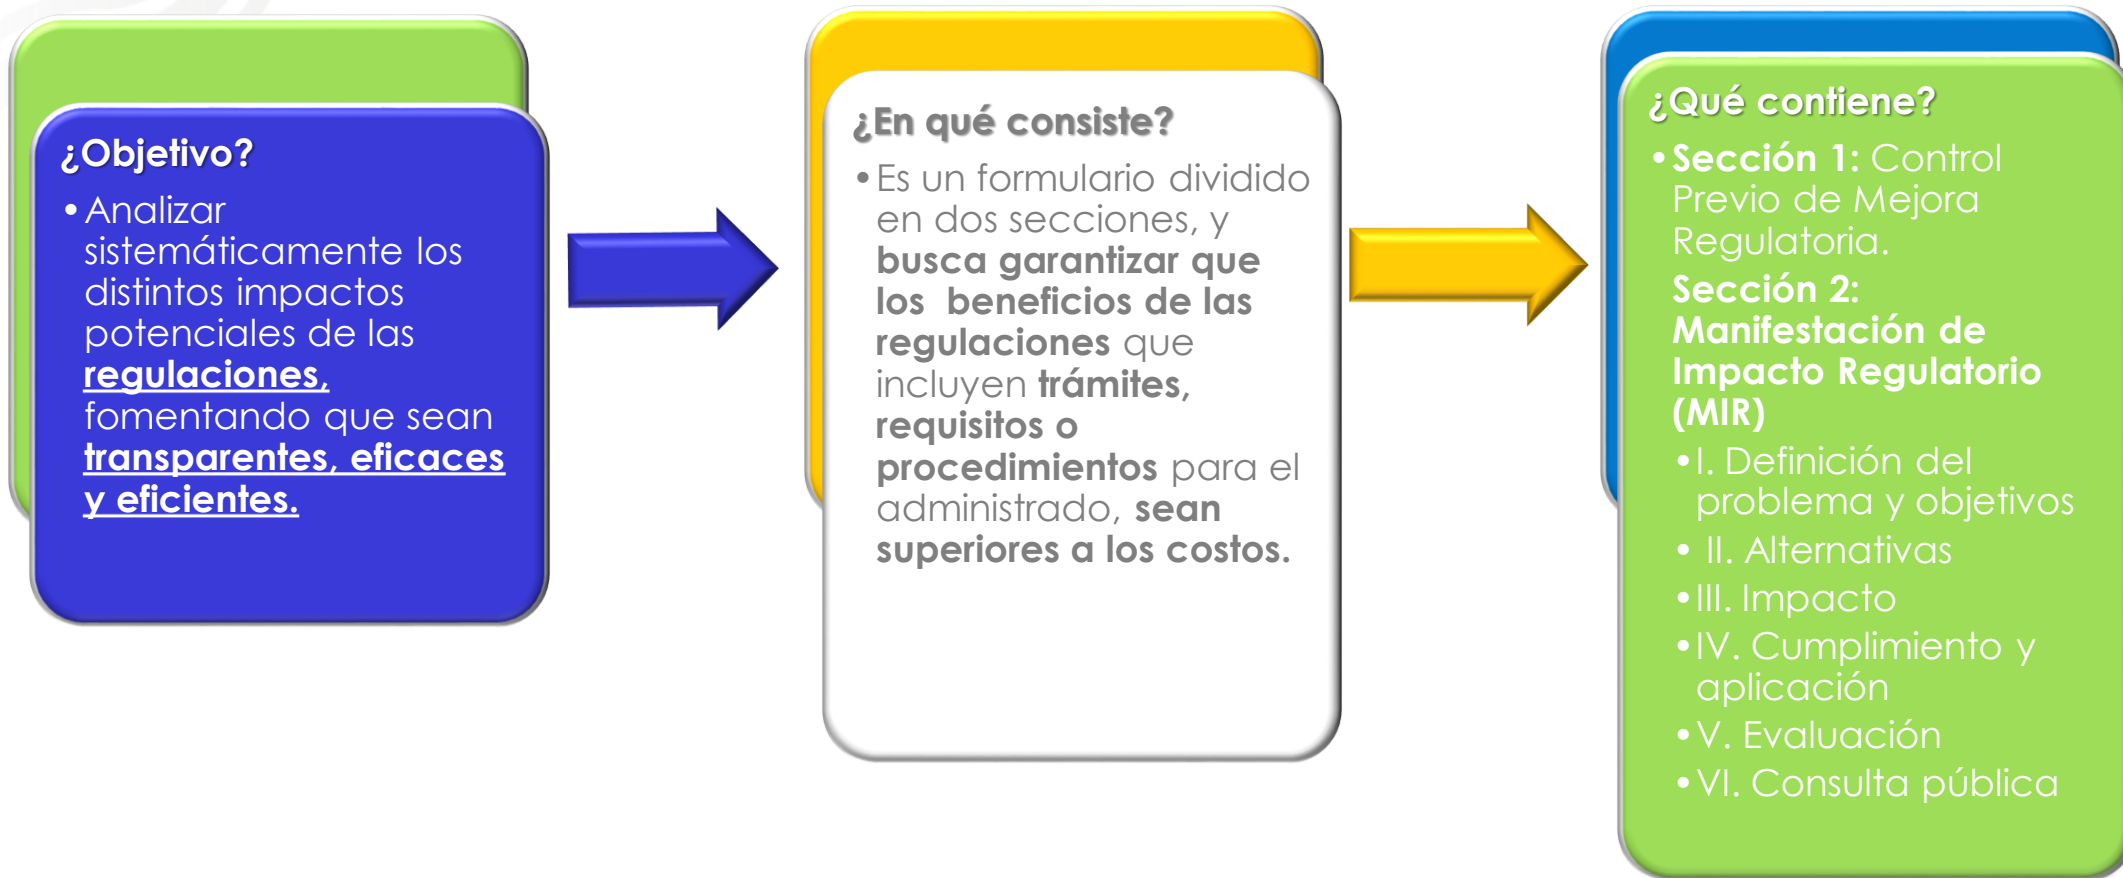 ¿Objetivo?
• Analizar
sistemáticamente los
distintos impactos
potenciales de las
regulaciones,
fomentando que sean
transparentes, eficaces
y eficientes.
¿En qué consiste?
• Es un formulario dividido
en dos secciones, y
busca garantizar que
los beneficios de las
regulaciones que
incluyen trámites,
requisitos o
procedimientos para el
administrado, sean
superiores a los costos.
¿Qué contiene?
• Sección 1: Control
Previo de Mejora
Regulatoria.
Sección 2:
Manifestación de
Impacto Regulatorio
(MIR)
• I. Definición del
problema y objetivos
• II. Alternativas
• III. Impacto
• IV. Cumplimiento y
aplicación
• V. Evaluación
• VI. Consulta pública